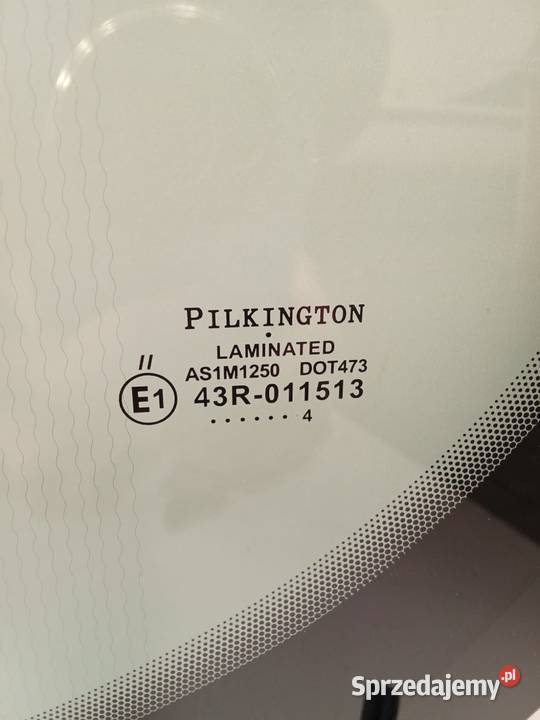 PILKINGTON
LAMINATED
II
AS1M1250 DOT473
E1 43R-011513
. . . . . . 4
Sprzedajemy.pl